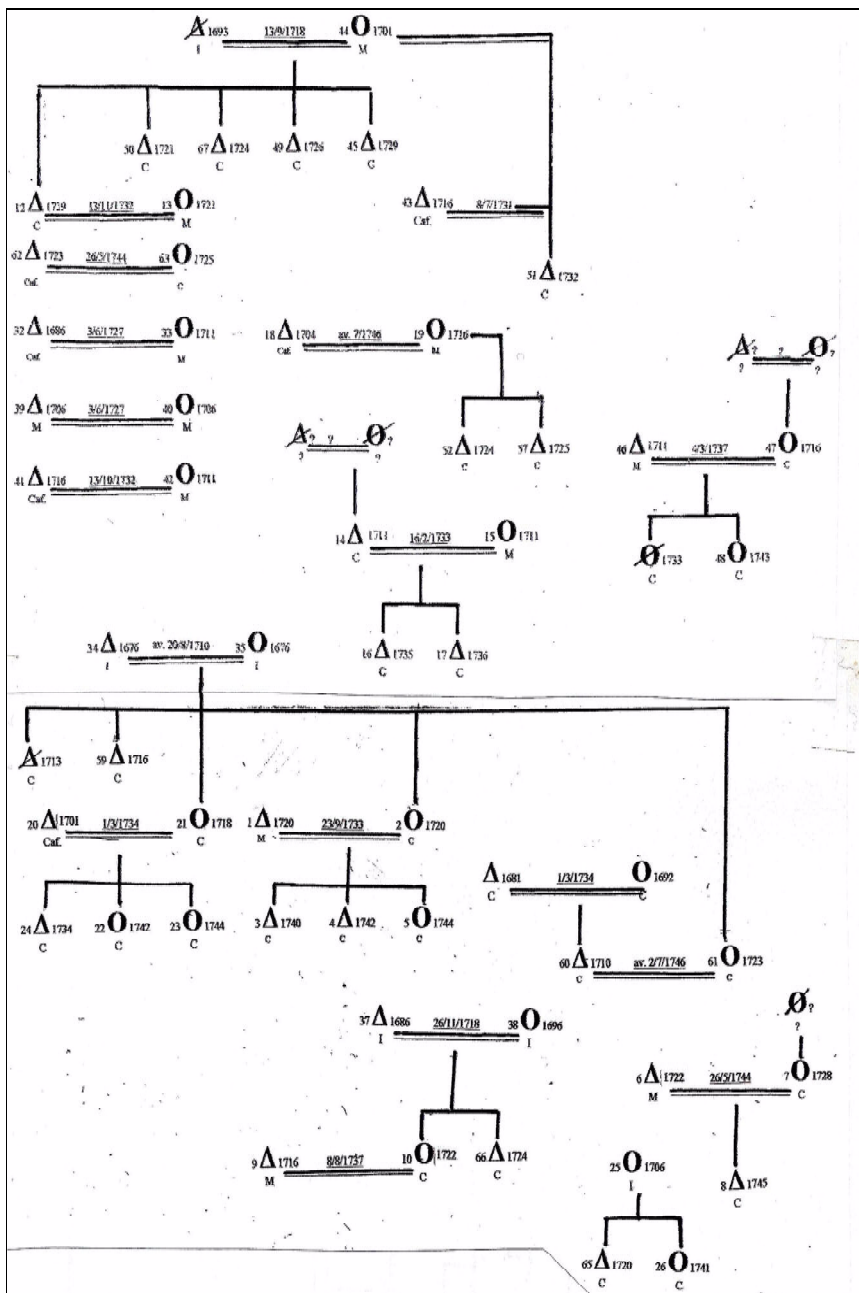 Δ 1693 13/9/1718 44 O 1701
I M
50 Δ 1721 67 Δ 1724 49 Δ 1726 45 Δ 1729
C C C C
12 Δ 1719 13/11/1732 13 O 1721
C M
43 Δ 1716 8/7/1731
Caf.
62 Δ 1723 26/5/1744 63 O 1725
Caf. C
51 Δ 1732
C
32 Δ 1686 3/6/1727 33 O 1711
Caf. M
18 Δ 1704 av. 7/1746 19 O 1716
Caf. M
Δ ? ? O ?
? ?
39 Δ 1706 3/6/1727 40 O 1706
M M
52 Δ 1724 57 Δ 1725
C C
46 Δ 1711 4/3/1737 47 O 1716
M C
Δ ? ? O ?
? ?
41 Δ 1716 13/10/1732 42 O 1711
Caf. M
14 Δ 1711 16/2/1733 15 O 1711
C M
O 1733 48 O 1743
C C
16 Δ 1735 17 Δ 1736
C C
34 Δ 1676 av. 20/8/1710 35 O 1676
I I
Δ 1713 59 Δ 1716
C C
20 Δ 1701 1/3/1734 21 O 1718
Caf. C
1 Δ 1720 23/9/1733 2 O 1720
M C
Δ 1681 1/3/1734 O 1692
C C
24 Δ 1734 22 O 1742 23 O 1744
C C C
3 Δ 1740 4 Δ 1742 5 O 1744
C C C
60 Δ 1710 av. 2/7/1746 61 O 1723
C C
37 Δ 1686 26/11/1718 38 O 1696
I I
O ?
?
6 Δ 1722 26/5/1744 7 O 1728
M C
9 Δ 1716 8/8/1737 10 O 1722 66 Δ 1724
M C C
25 O 1706
I
8 Δ 1745
C
65 Δ 1720 26 O 1741
C C